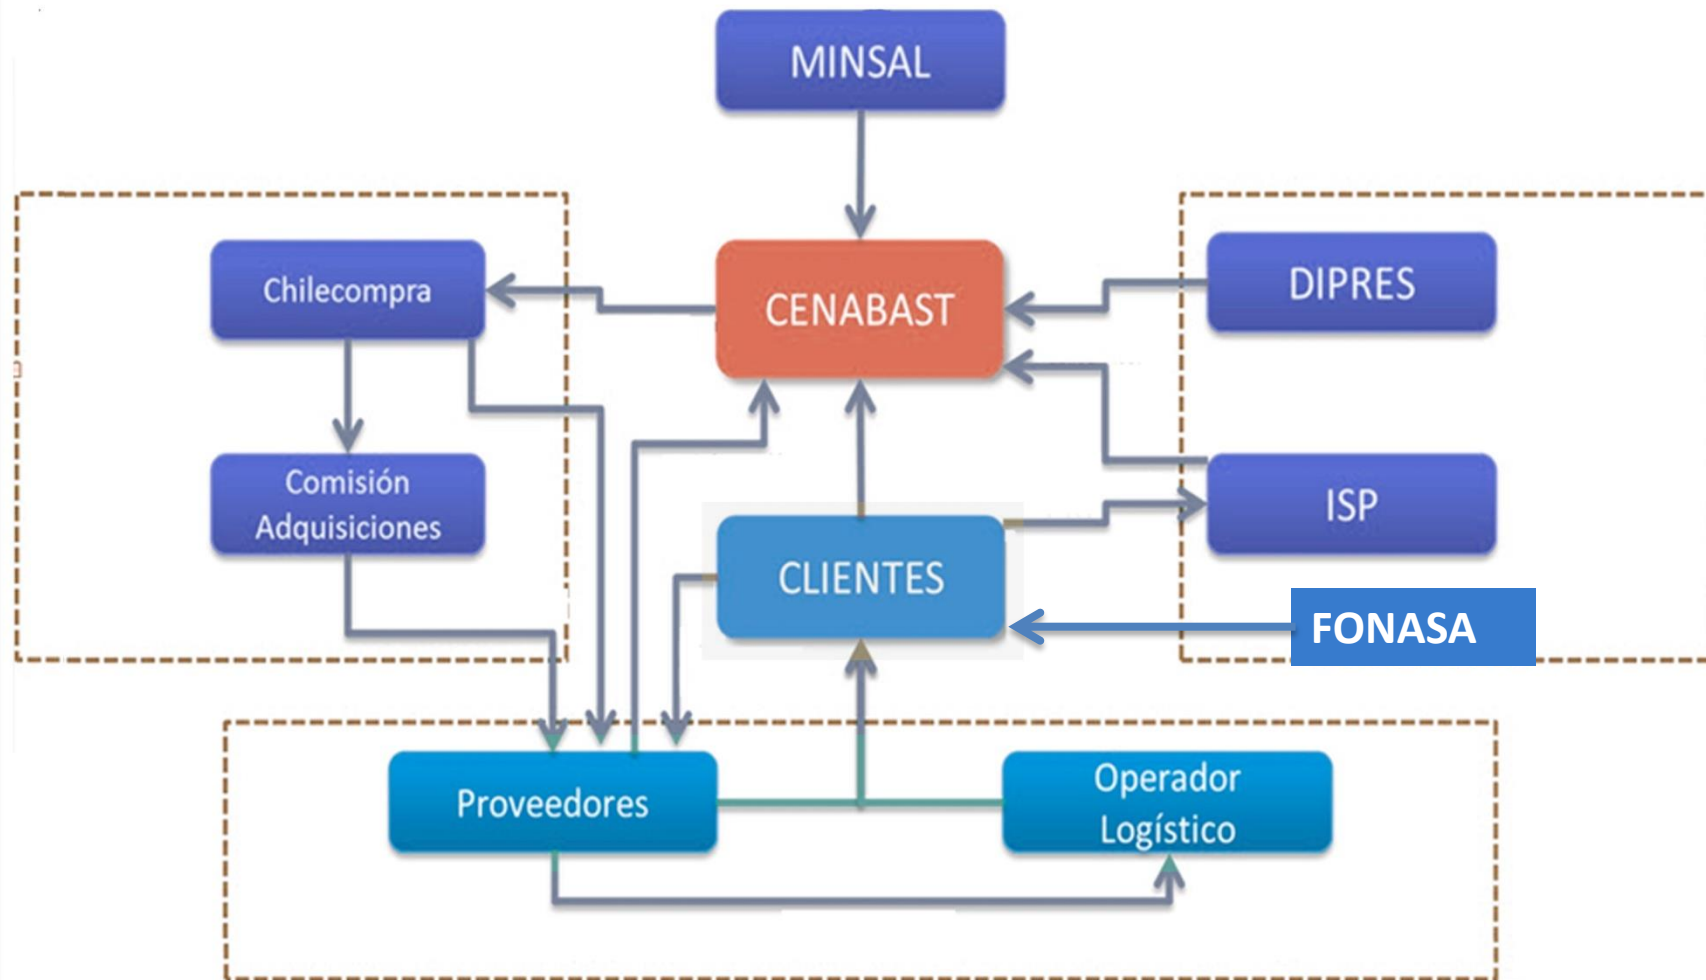 MINSAL
Chilecompra
CENABAST
DIPRES
Comisión
Adquisiciones
ISP
CLIENTES
FONASA
Proveedores
Operador
Logístico